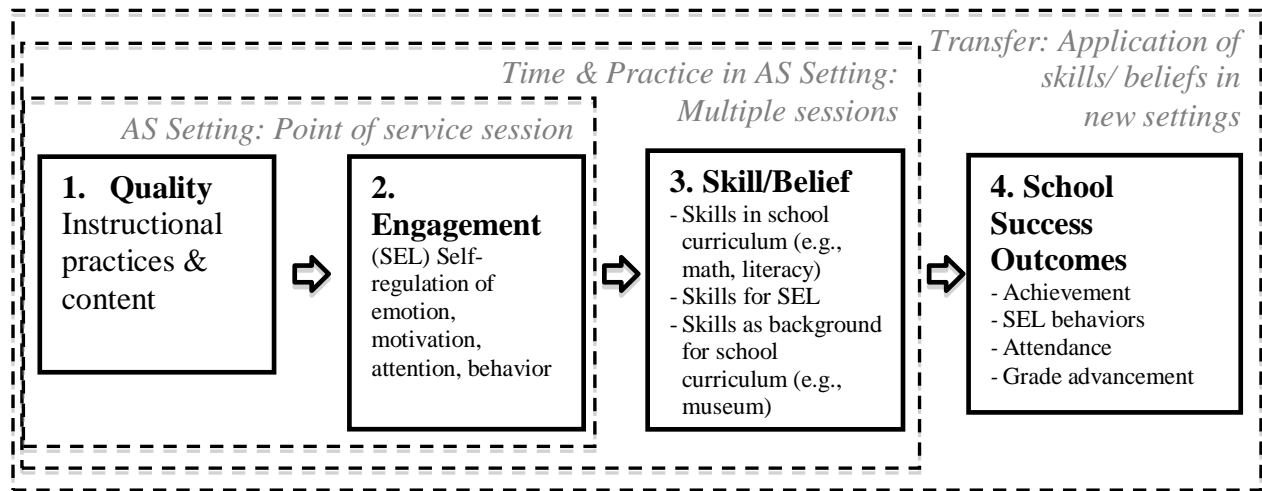 Transfer: Application of
skills/ beliefs in
new settings
Time & Practice in AS Setting:
Multiple sessions
AS Setting: Point of service session
1. Quality
Instructional
practices &
content
2.
Engagement
(SEL) Self-
regulation of
emotion,
motivation,
attention, behavior
3. Skill/Belief
- Skills in school
curriculum (e.g.,
math, literacy)
- Skills for SEL
- Skills as background
for school
curriculum (e.g.,
museum)
4. School
Success
Outcomes
- Achievement
- SEL behaviors
- Attendance
- Grade advancement